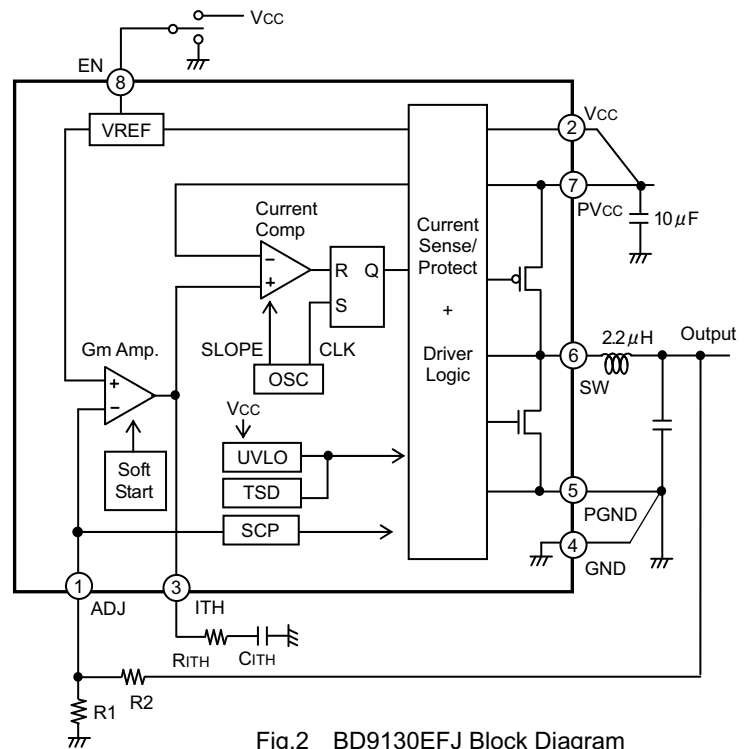 Vcc
EN
8
VREF
Vcc
2
7
PVcc
10μF
Current
Comp
Current
Sense/
Protect
+
Driver
Logic
−
+
R Q
S
SLOPE
CLK
OSC
Gm Amp.
+
−
Vcc
UVLO
TSD
SCP
Soft
Start
2.2μH
Output
6
SW
5
PGND
4
GND
1
ADJ
3
ITH
RITH
CITH
R2
R1
Fig.2 BD9130EFJ Block Diagram